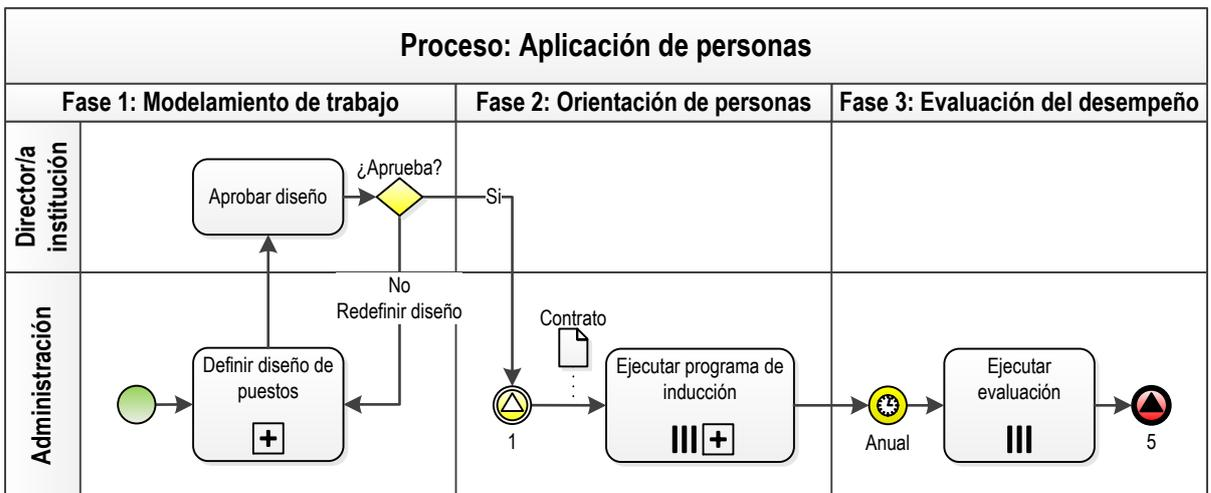 Proceso: Aplicación de personas
Fase 1: Modelamiento de trabajo
Fase 2: Orientación de personas
Fase 3: Evaluación del desempeño
Director/a
institución
Aprobar diseño
¿Aprueba?
Si
No
Redefinir diseño
Administración
Definir diseño de
puestos
1
Contrato
Ejecutar programa de
inducción
Anual
Ejecutar
evaluación
5